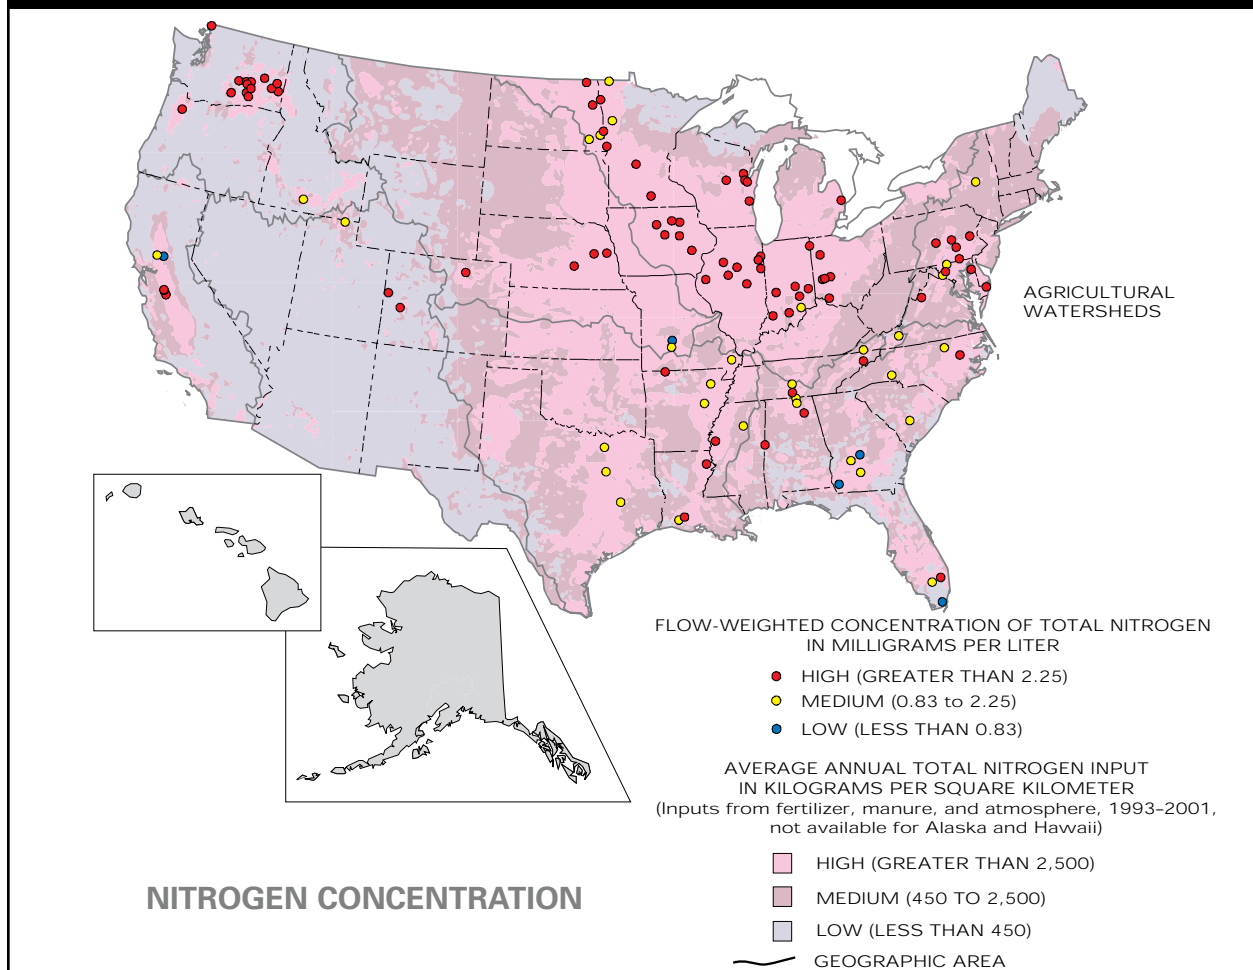 AGRICULTURAL
WATERSHEDS
FLOW-WEIGHTED CONCENTRATION OF TOTAL NITROGEN
IN MILLIGRAMS PER LITER
HIGH (GREATER THAN 2.25)
MEDIUM (0.83 to 2.25)
LOW (LESS THAN 0.83)
AVERAGE ANNUAL TOTAL NITROGEN INPUT
IN KILOGRAMS PER SQUARE KILOMETER
(Inputs from fertilizer, manure, and atmosphere, 1993–2001,
not available for Alaska and Hawaii)
HIGH (GREATER THAN 2,500)
MEDIUM (450 TO 2,500)
LOW (LESS THAN 450)
GEOGRAPHIC AREA
NITROGEN CONCENTRATION